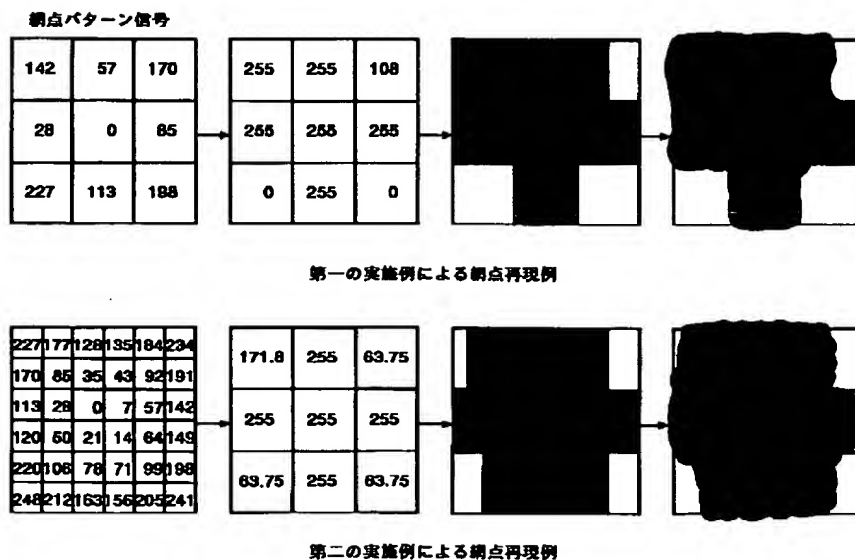 網点パターン信号
142 57 170 255 255 108
28 0 85 255 255 255
227 113 198 0 255 0
第一の実施例による網点再現例
227 177 128 135 184 234
170 85 35 43 92 191
171.8 255 63.75
113 28 0 7 57 142
255 255 255
120 50 21 14 64 149
220 106 78 71 99 198
63.75 255 63.75
248 212 163 156 205 241
第二の実施例による網点再現例